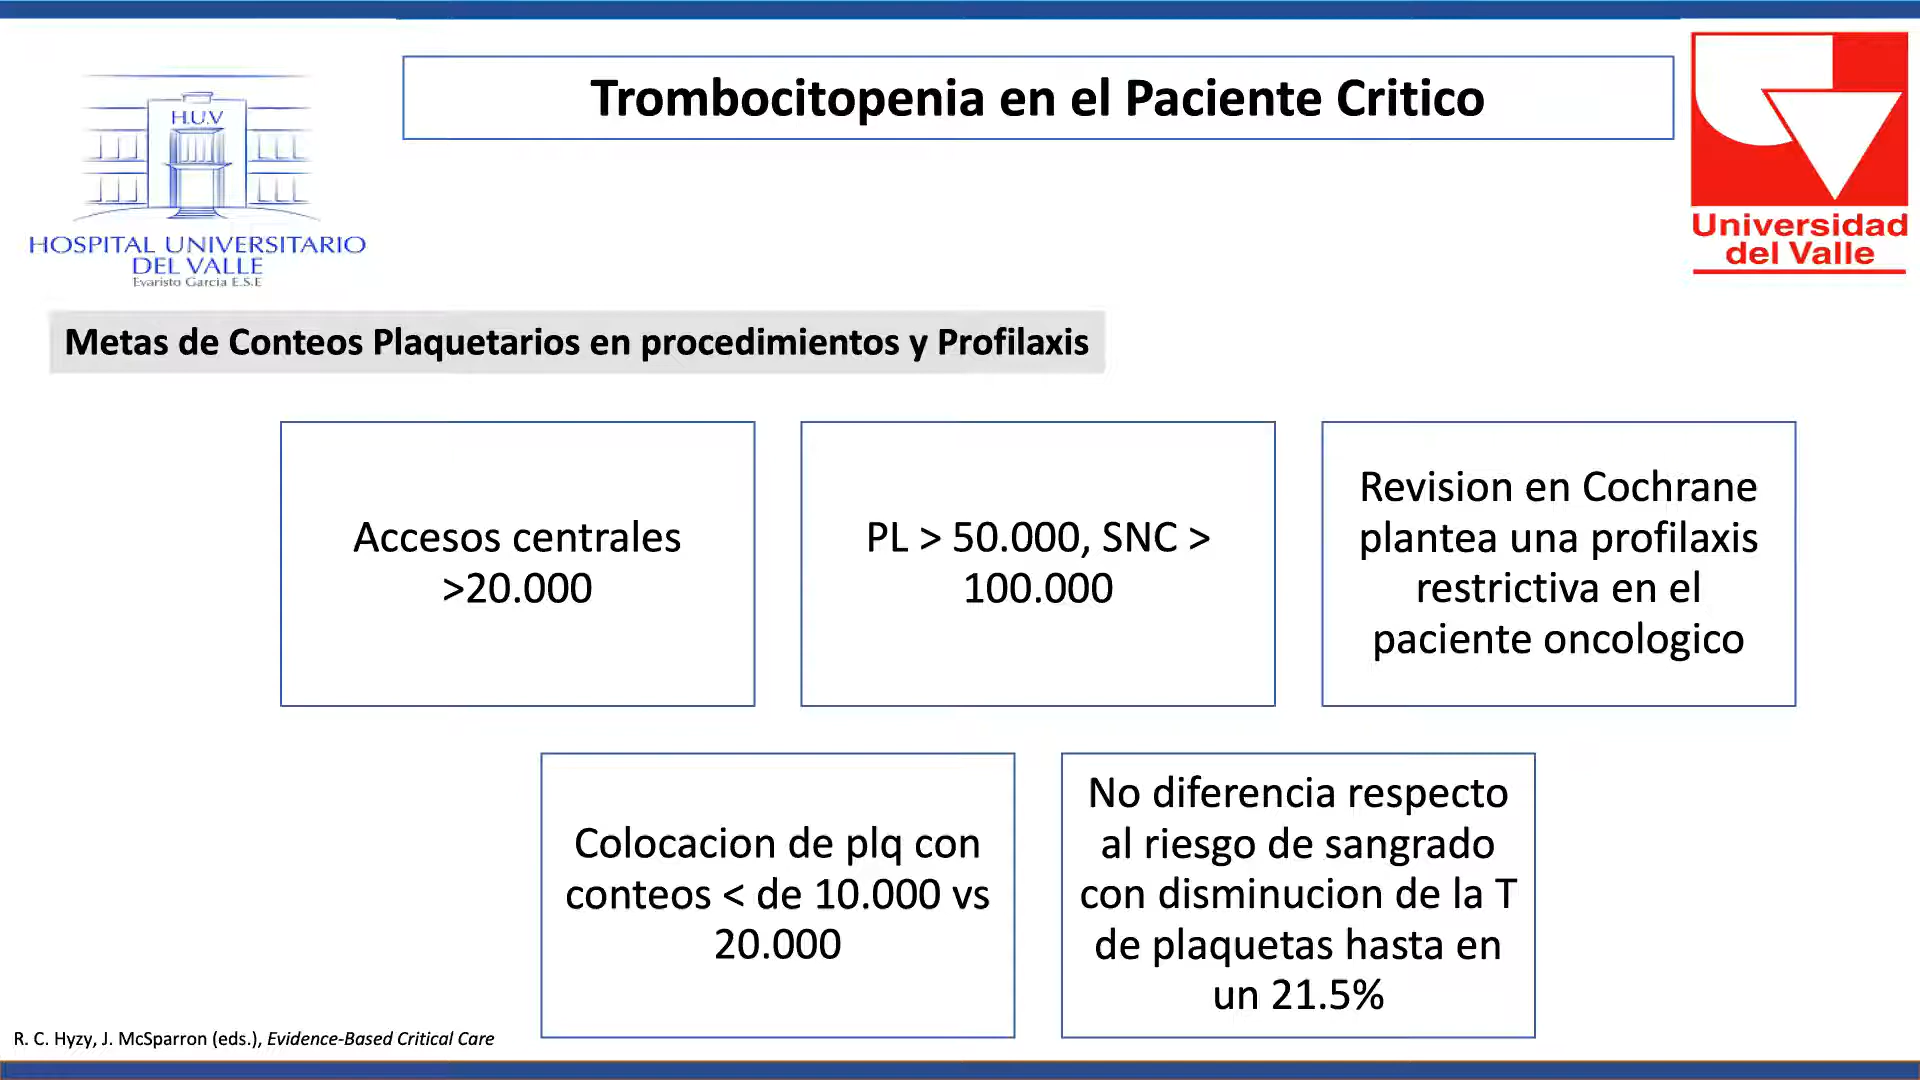 Trombocitopenia en el Paciente Critico
H.U.V
HOSPITAL UNIVERSITARIO
DEL VALLE
Evaristo Garcia E.S.E
Universidad
del Valle
Metas de Conteos Plaquetarios en procedimientos y Profilaxis
Accesos centrales
>20.000
PL > 50.000, SNC >
100.000
Revision en Cochrane
plantea una profilaxis
restrictiva en el
paciente oncologico
Colocacion de plq con
conteos < de 10.000 vs
20.000
No diferencia respecto
al riesgo de sangrado
con disminucion de la T
de plaquetas hasta en
un 21.5%
R. C. Hyzy, J. McSparron (eds.), Evidence-Based Critical Care